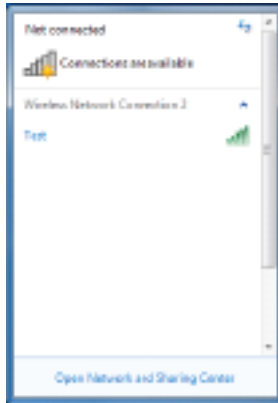 Not connected
Connections are available
Wireless Network Connection 2
Test
Open Network and Sharing Center